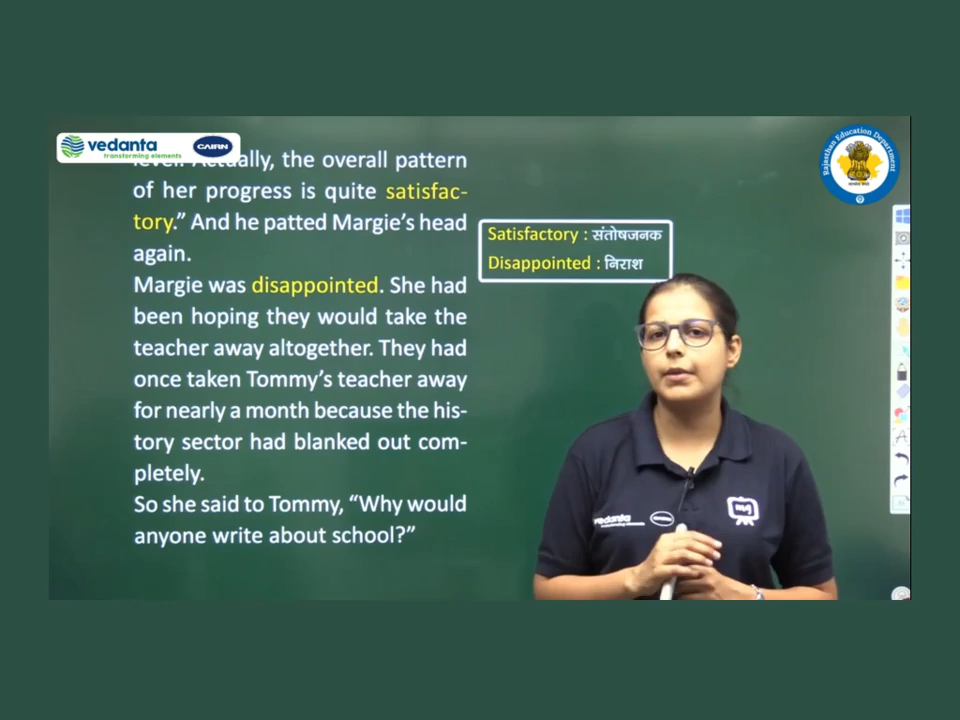 vedanta
transforming elements
CAIRN
Rajasthan Education Department
Actually, the overall pattern
of her progress is quite satisfac-
tory.” And he patted Margie’s head
again.
Margie was disappointed. She had
been hoping they would take the
teacher away altogether. They had
once taken Tommy’s teacher away
for nearly a month because the his-
tory sector had blanked out com-
pletely.
So she said to Tommy, “Why would
anyone write about school?”
Satisfactory : संतोषजनक
Disappointed : निराश
vedanta
transforming elements